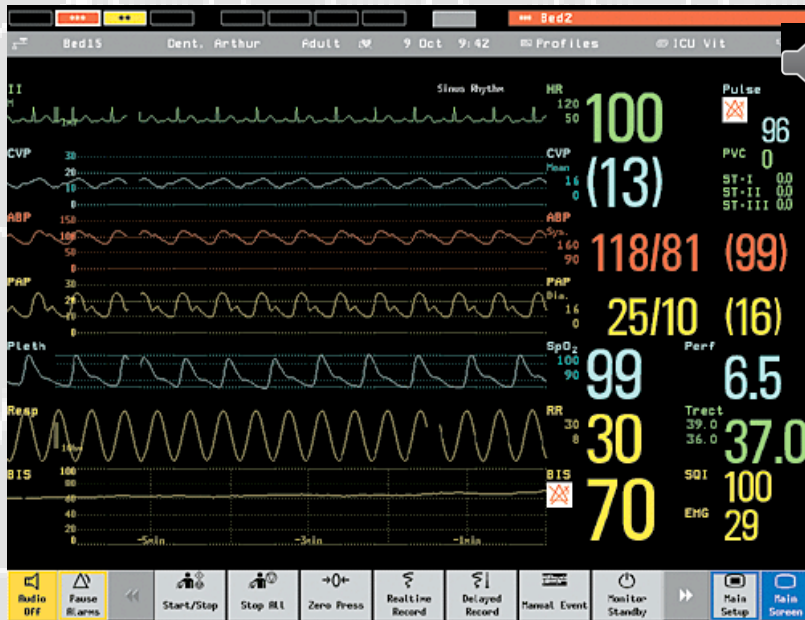 *** ** *** Bed2
Bed15 Dent, Arthur Adult 9 Oct 9:42 Profiles ICU Vit
II Sinus Rhythm HR Pulse
M 120 100
1mV 50 96
CVP 30 CVP PVC 0
20 Mean 16 (13) ST-I 0.0
10 0 ST-II 0.0
0 ST-III 0.0
ABP 150 ABP
100 Sys. 160 118/81 (99)
50 90
0
PAP 30 PAP
20 Dia. 16 25/10 (16)
10 0
0
Pleth SpO₂ Perf
100 99 6.5
90
Resp RR Trect
30 30 39.0 37.0
8 36.0
BIS 100 BIS SQI
80 70 100
60 EMG
40 29
20
0 -5min -3min -1min
Audio Off Pause Alarms Start/Stop Stop All →0← Zero Press Realtime Record Delayed Record Manual Event Monitor Standby Main Setup Main Screen